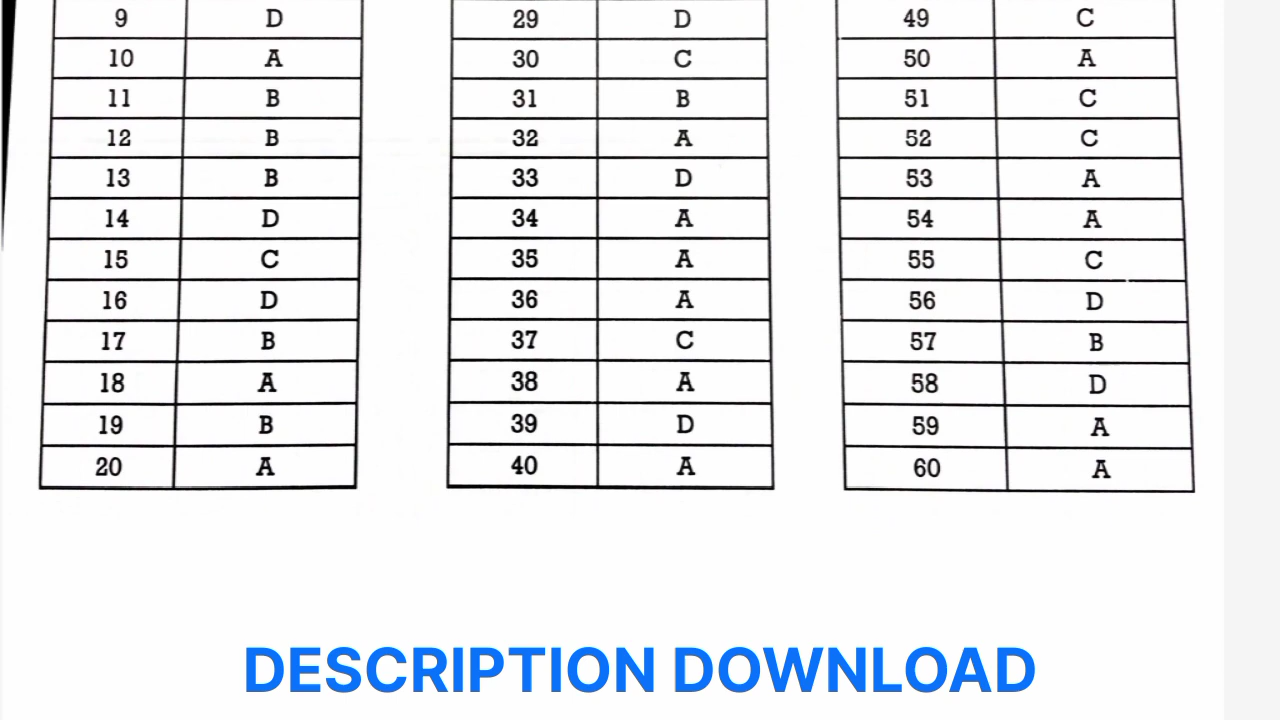 9 D 29 D 49 C
10 A 30 C 50 A
11 B 31 B 51 C
12 B 32 A 52 C
13 B 33 D 53 A
14 D 34 A 54 A
15 C 35 A 55 C
16 D 36 A 56 D
17 B 37 C 57 B
18 A 38 A 58 D
19 B 39 D 59 A
20 A 40 A 60 A
DESCRIPTION DOWNLOAD